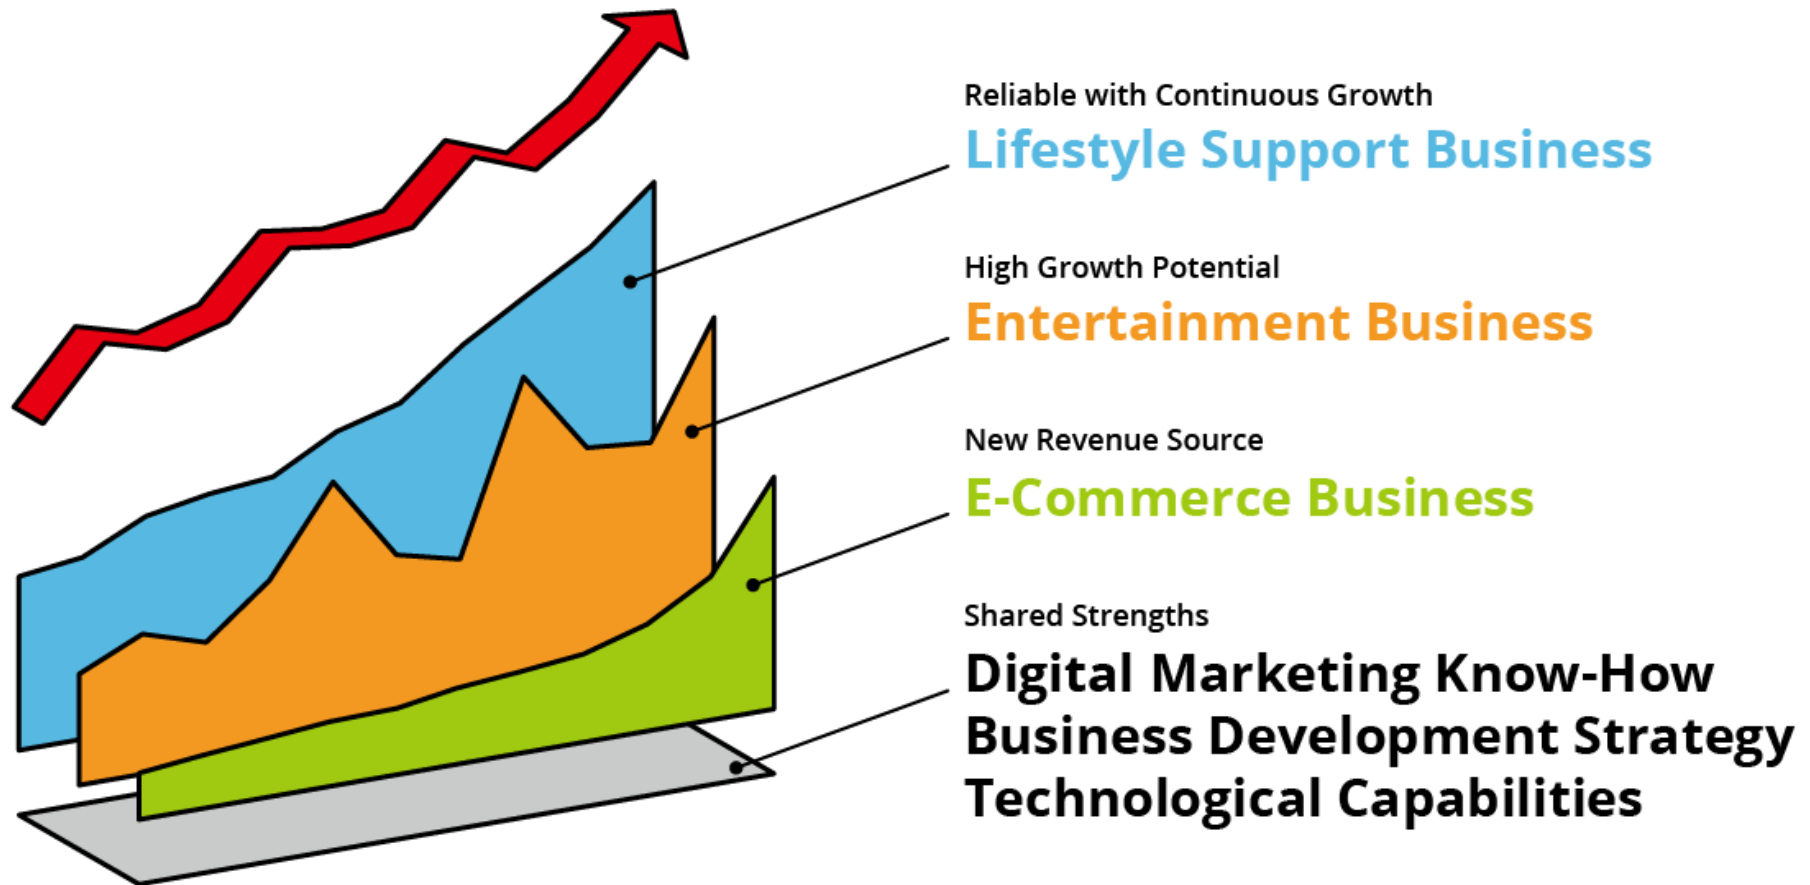 Reliable with Continuous Growth
Lifestyle Support Business
High Growth Potential
Entertainment Business
New Revenue Source
E-Commerce Business
Shared Strengths
Digital Marketing Know-How
Business Development Strategy
Technological Capabilities